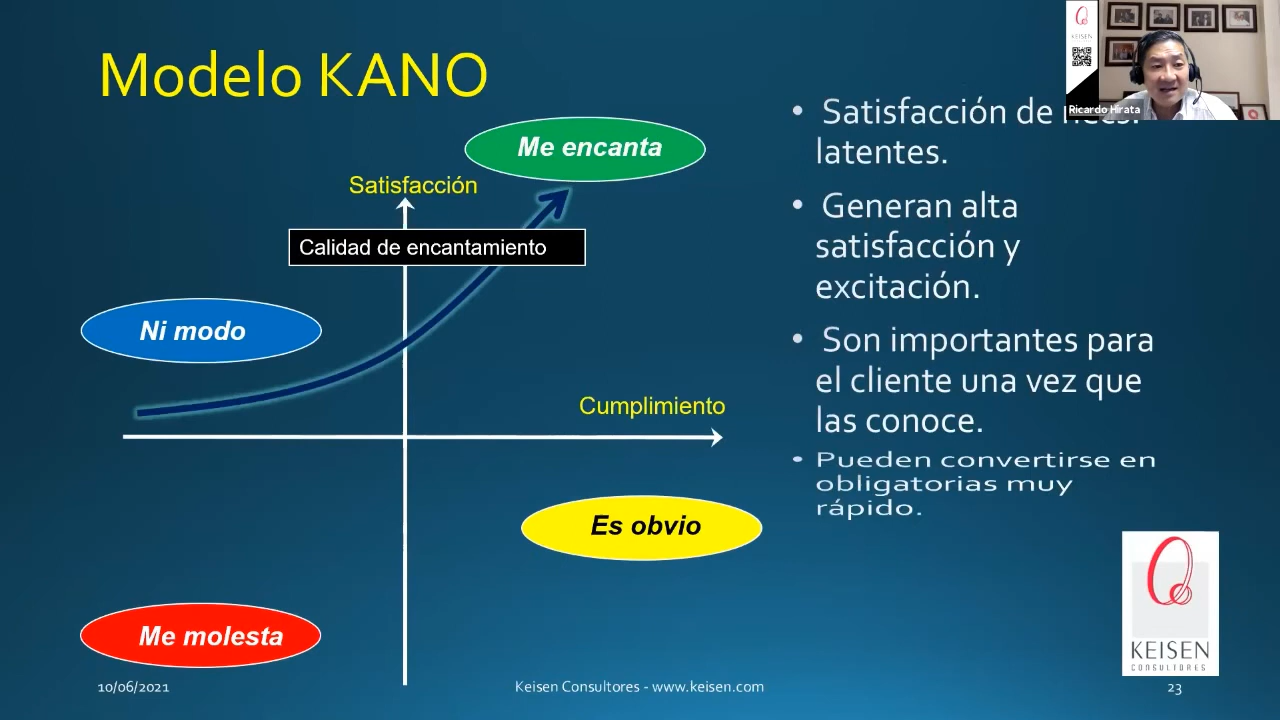 Modelo KANO
KEISEN
Ricardo Hirata
Me encanta
Satisfacción
Calidad de encantamiento
Ni modo
Cumplimiento
Es obvio
Me molesta
• Satisfacción de
latentes.
• Generan alta
satisfacción y
excitación.
• Son importantes para
el cliente una vez que
las conoce.
• Pueden convertirse en
obligatorias muy
rápido.
KEISEN
CONSULTORES
10/06/2021
Keisen Consultores - www.keisen.com
23